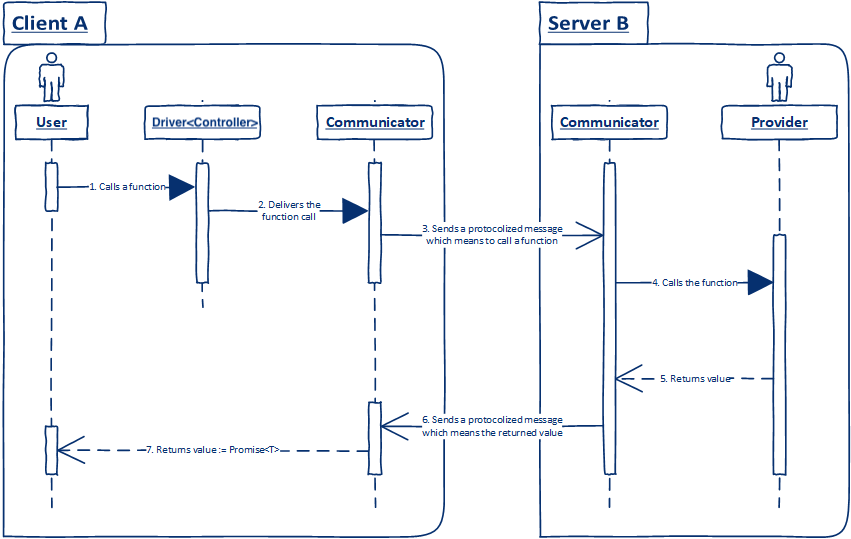 Client A
Server B
User
Driver<Controller>
Communicator
Communicator
Provider
1. Calls a function
2. Delivers the
function call
3. Sends a protocolized message
which means to call a function
4. Calls the function
5. Returns value
6. Sends a protocolized message
which means the returned value
7. Returns value := Promise<T>